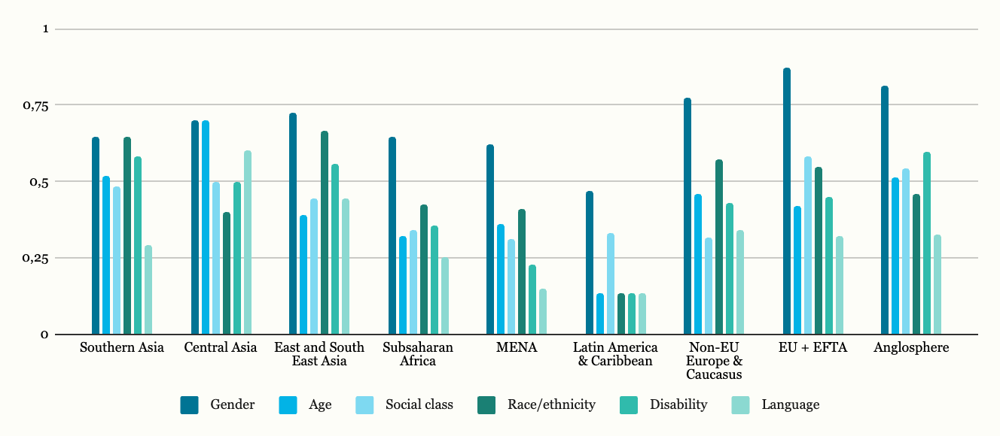 1
0,75
0,5
0,25
0
Southern Asia
Central Asia
East and South
East Asia
Subsaharan
Africa
MENA
Latin America
& Caribbean
Non-EU
Europe &
Caucasus
EU + EFTA
Anglosphere
Gender
Age
Social class
Race/ethnicity
Disability
Language